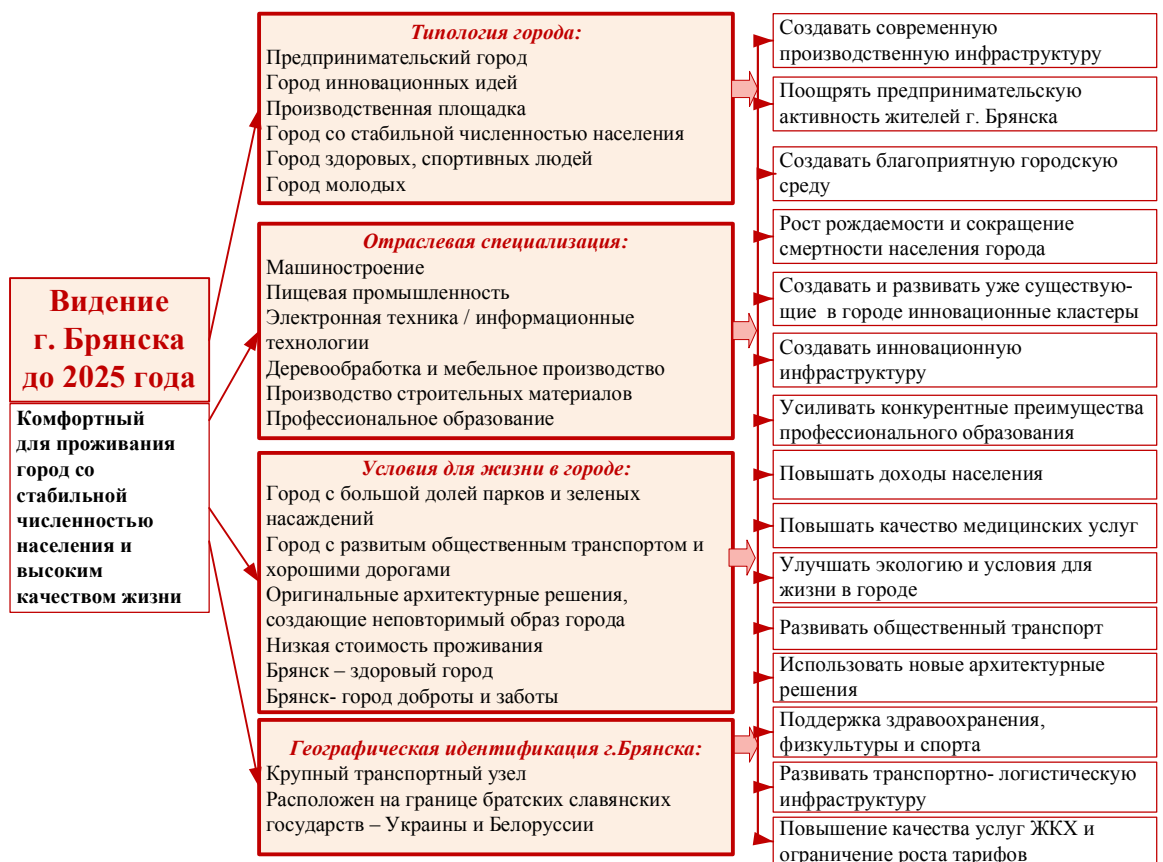 Видение
г. Брянска
до 2025 года
Комфортный
для проживания
город со
стабильной
численностью
населения и
высоким
качеством жизни
Типология города:
Предпринимательский город
Город инновационных идей
Производственная площадка
Город со стабильной численностью населения
Город здоровых, спортивных людей
Город молодых
Отраслевая специализация:
Машиностроение
Пищевая промышленность
Электронная техника / информационные
технологии
Деревообработка и мебельное производство
Производство строительных материалов
Профессиональное образование
Условия для жизни в городе:
Город с большой долей парков и зеленых
насаждений
Город с развитым общественным транспортом и
хорошими дорогами
Оригинальные архитектурные решения,
создающие неповторимый образ города
Низкая стоимость проживания
Брянск – здоровый город
Брянск- город доброты и заботы
Географическая идентификация г.Брянска:
Крупный транспортный узел
Расположен на границе братских славянских
государств – Украины и Белоруссии
Создавать современную
производственную инфраструктуру
Поощрять предпринимательскую
активность жителей г. Брянска
Создавать благоприятную городскую
среду
Рост рождаемости и сокращение
смертности населения города
Создавать и развивать уже существую-
щие в городе инновационные кластеры
Создавать инновационную
инфраструктуру
Усиливать конкурентные преимущества
профессионального образования
Повышать доходы населения
Повышать качество медицинских услуг
Улучшать экологию и условия для
жизни в городе
Развивать общественный транспорт
Использовать новые архитектурные
решения
Поддержка здравоохранения,
физкультуры и спорта
Развивать транспортно- логистическую
инфраструктуру
Повышение качества услуг ЖКХ и
ограничение роста тарифов